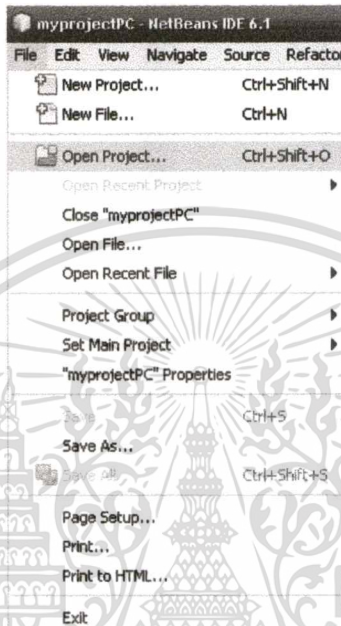 myprojectPC - NetBeans IDE 6.1
File Edit View Navigate Source Refactor
New Project... Ctrl+Shift+N
New File... Ctrl+N
Open Project... Ctrl+Shift+O
Open Recent Project
Close "myprojectPC"
Open File...
Open Recent File
Project Group
Set Main Project
"myprojectPC" Properties
Save Ctrl+S
Save As...
Save All Ctrl+Shift+S
Page Setup...
Print...
Print to HTML...
Exit